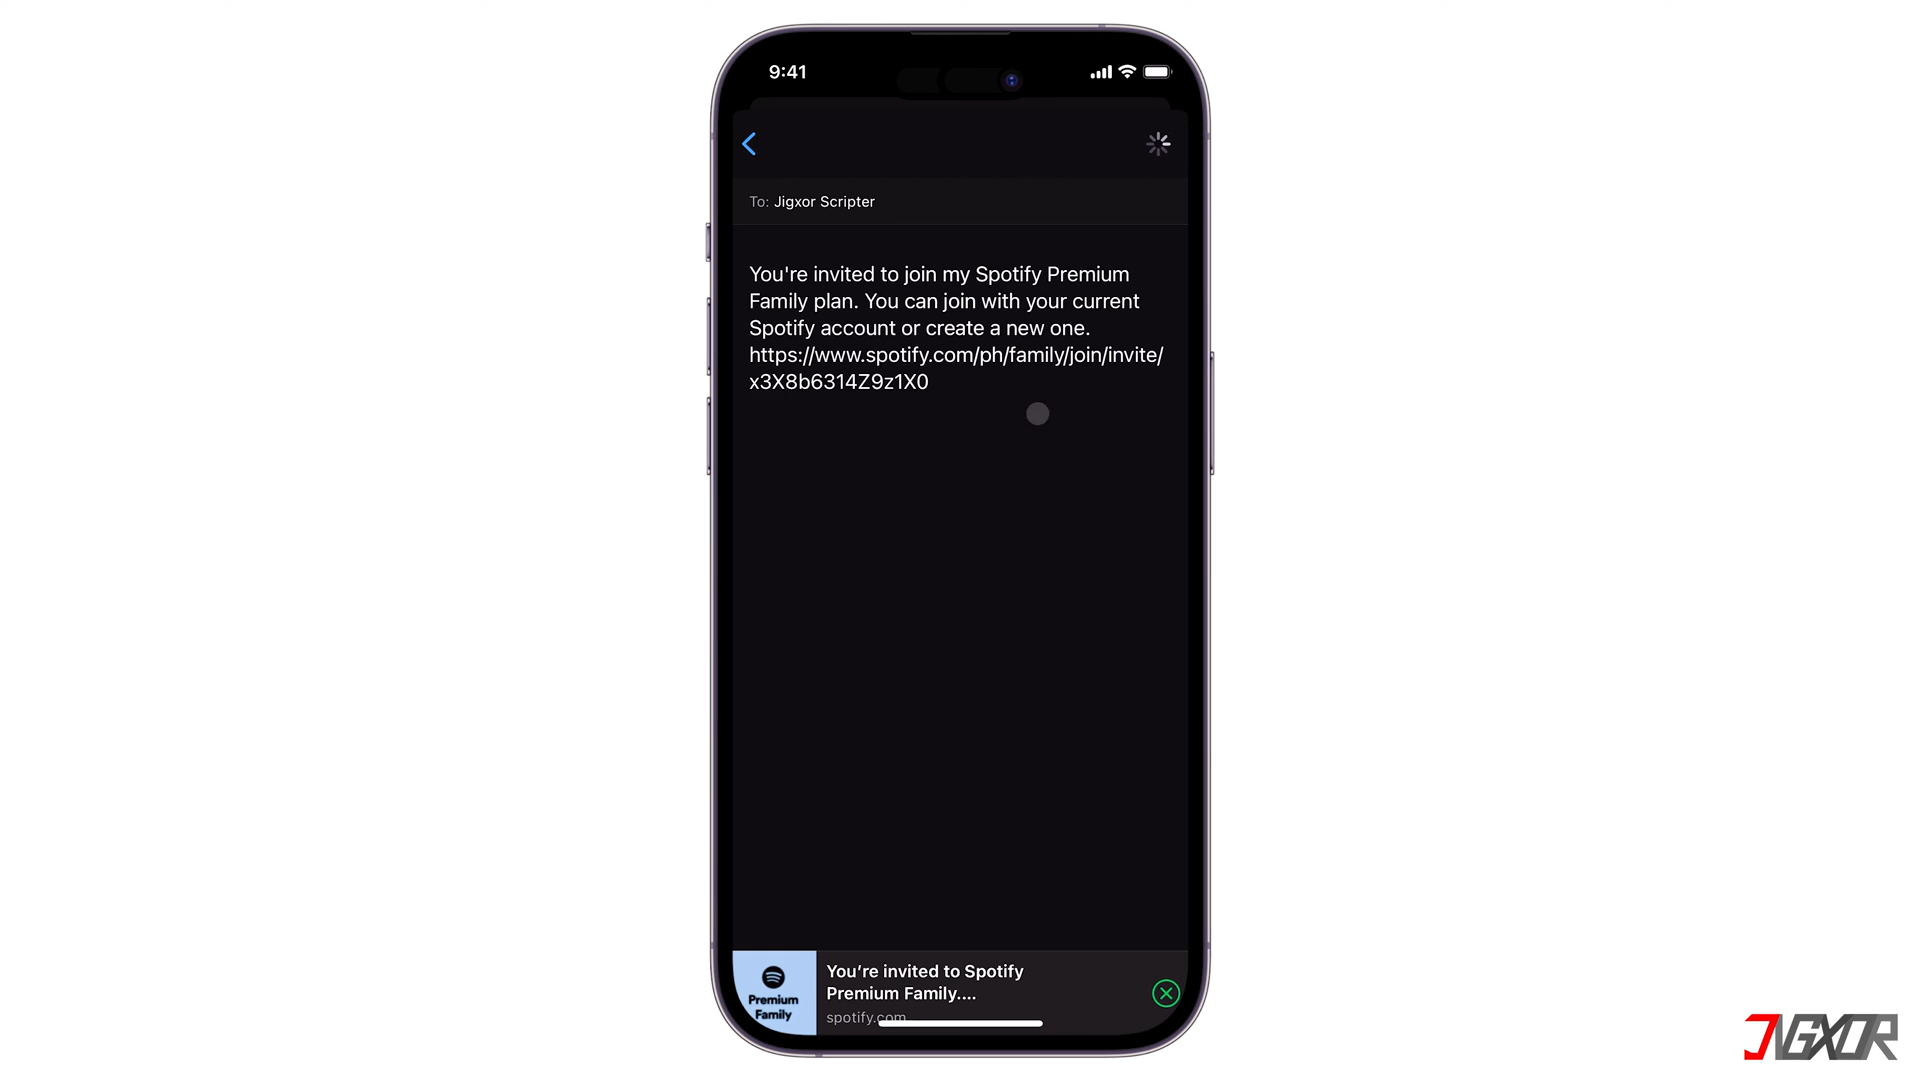 9:41
To: Jigxor Scripter
You're invited to join my Spotify Premium
Family plan. You can join with your current
Spotify account or create a new one.
https://www.spotify.com/ph/family/join/invite/
x3X8b6314Z9z1X0
Premium
Family
You’re invited to Spotify
Premium Family....
spotify.com
JIGXOR